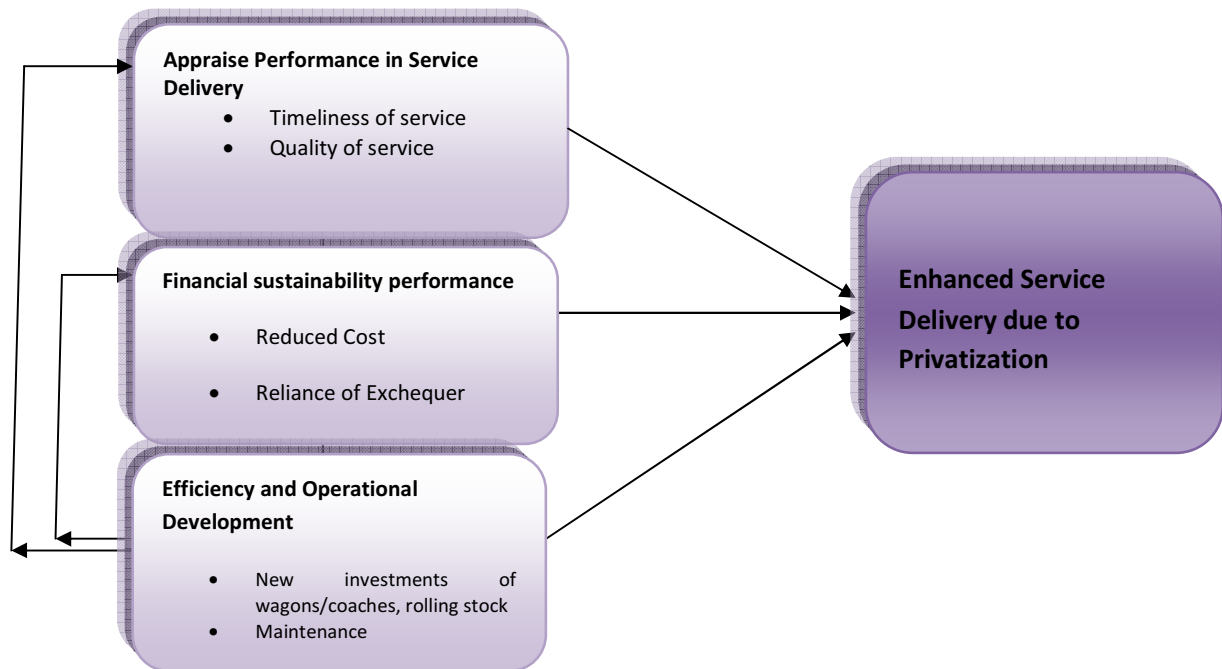 Appraise Performance in Service
Delivery
• Timeliness of service
• Quality of service
Financial sustainability performance
• Reduced Cost
• Reliance of Exchequer
Efficiency and Operational
Development
• New investments of
wagons/coaches, rolling stock
• Maintenance
Enhanced Service
Delivery due to
Privatization